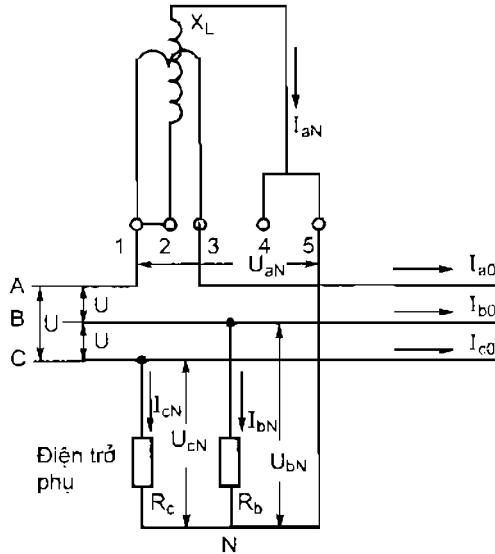 X_L
I_aN
1 2 3 4 5
U_aN
A
B
C
U
U
U
I_a0
I_b0
I_c0
I_cN
I_bN
U_cN
U_bN
Điện trở
phụ
R_c
R_b
N